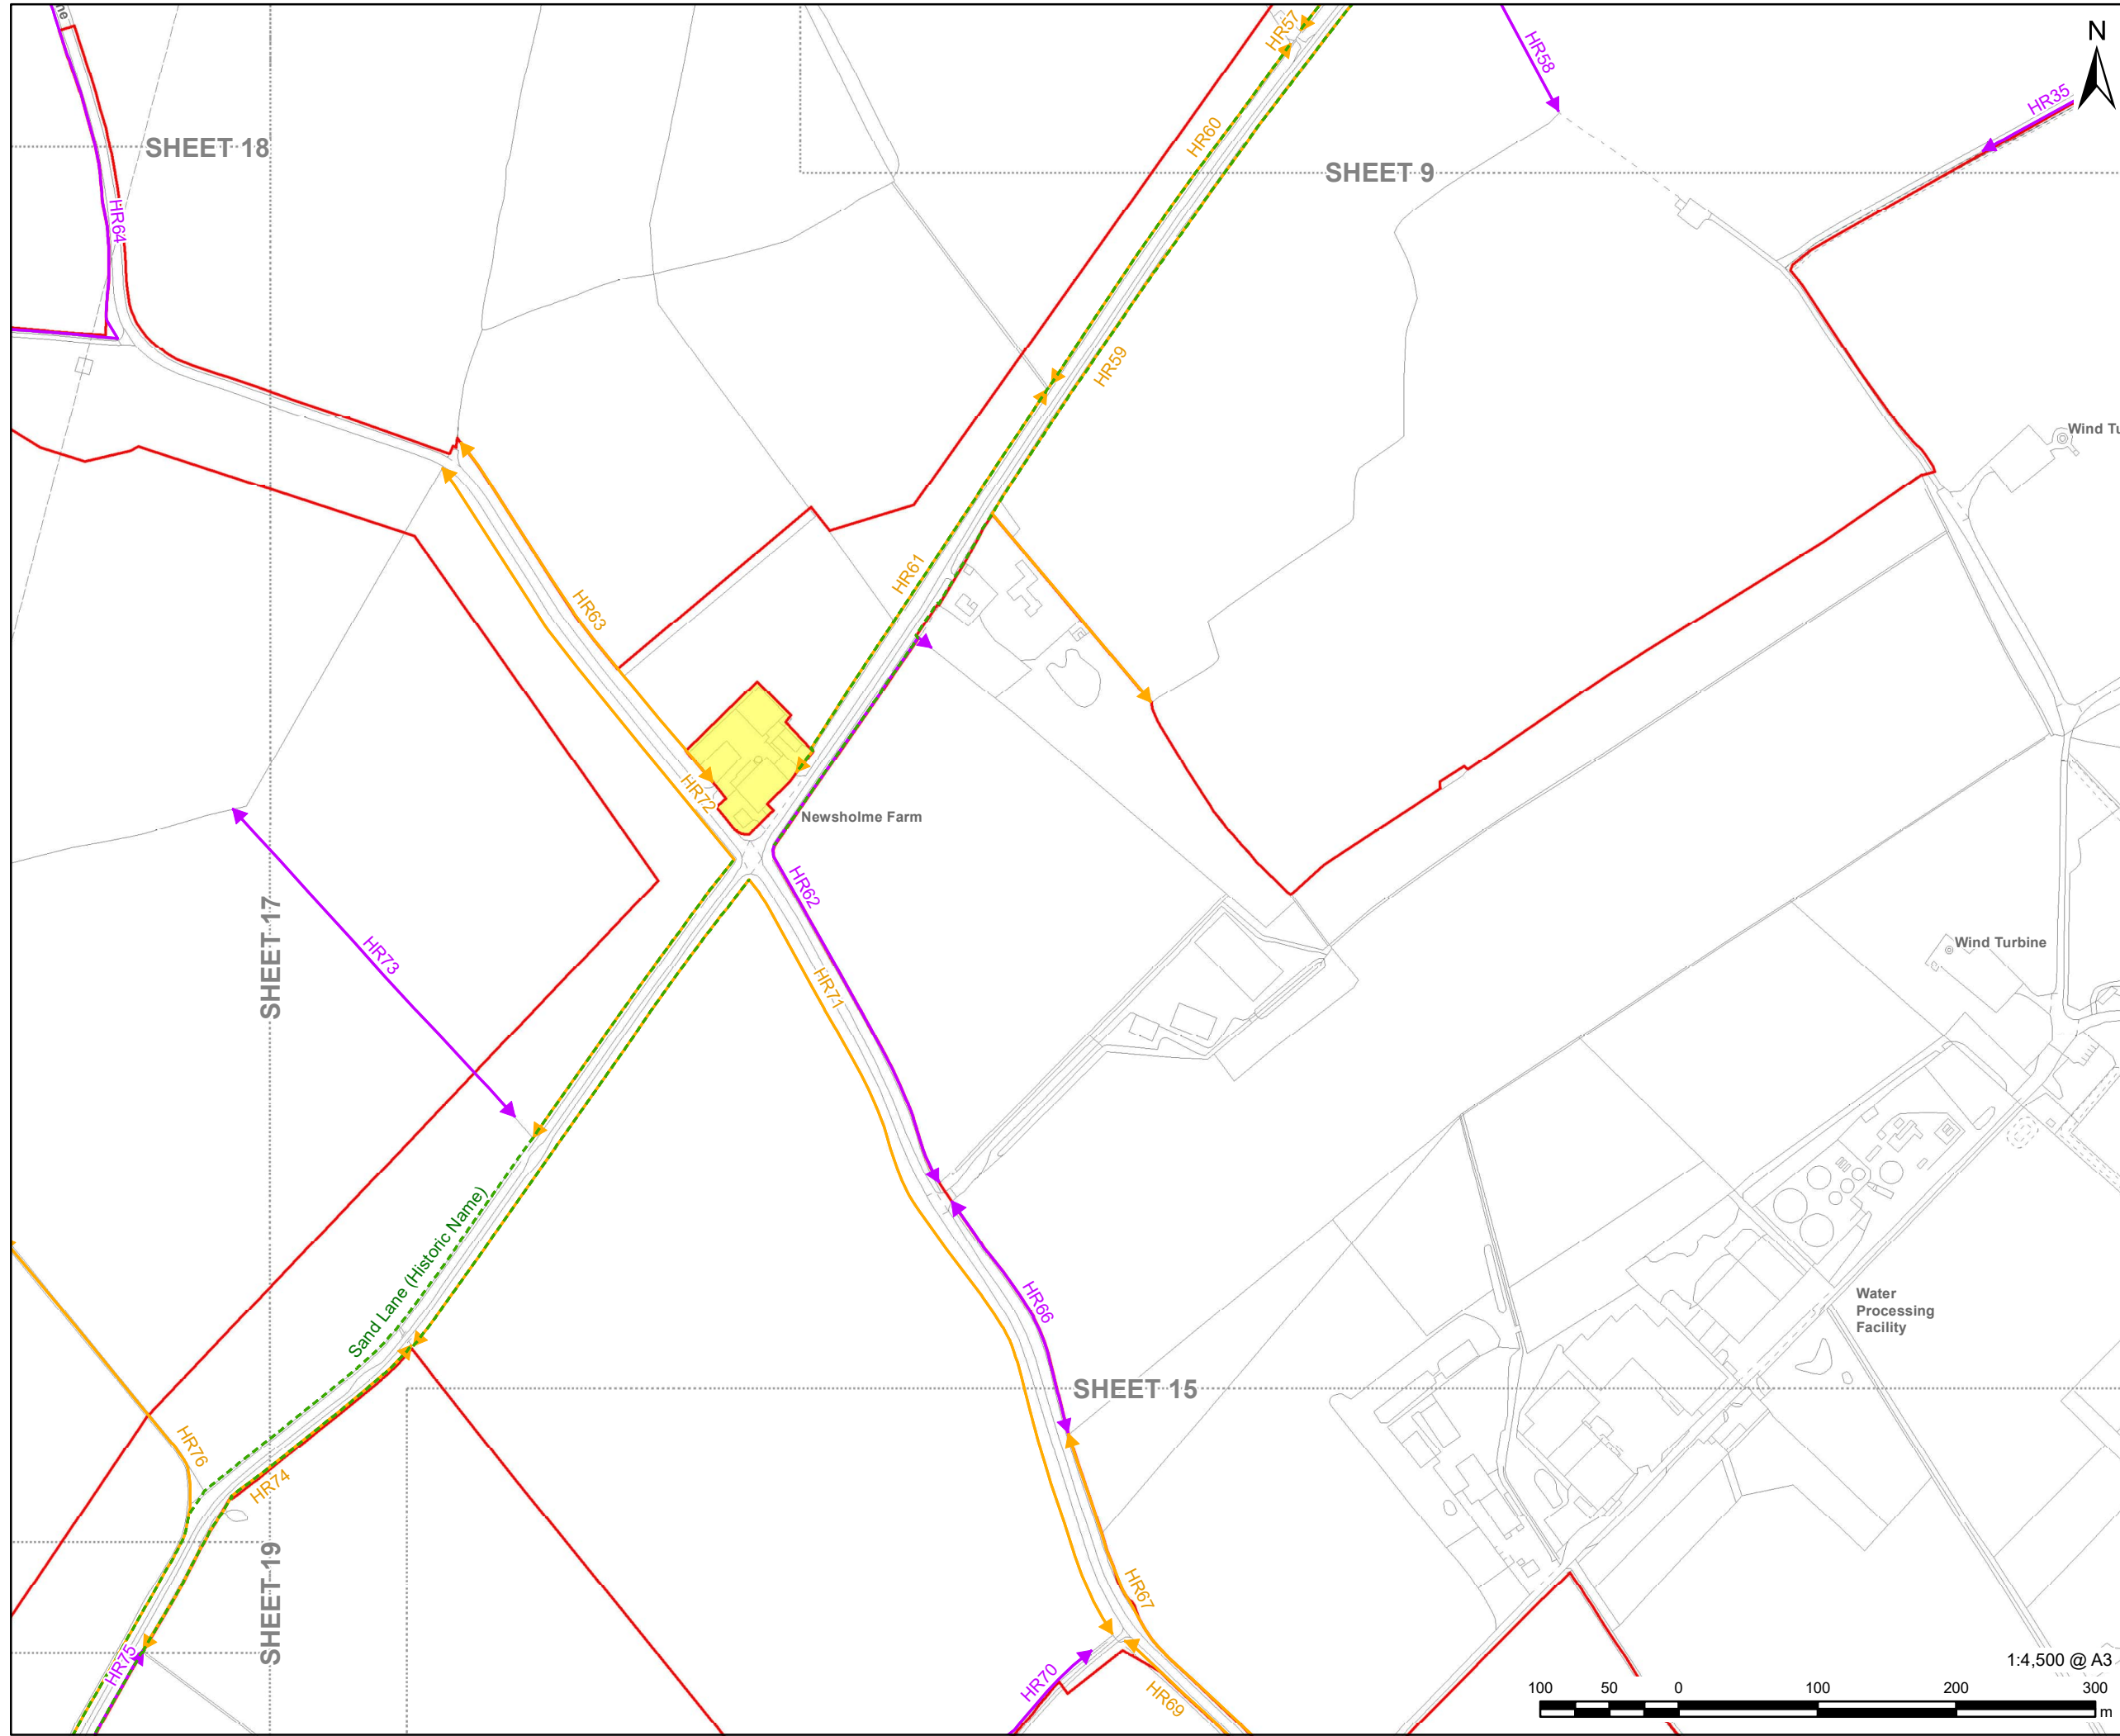 HR57
HR58
N
HR35
SHEET 18
HR60
SHEET 9
HR64
HR59
Wind
HR61
HR63
HR72
Newsholme Farm
HR62
SHEET 17
HR73
HR71
Wind Turbine
Sand Lane (Historic Name)
HR66
Water
Processing
Facility
SHEET 15
HR76
HR74
SHEET 19
HR67
HR75
HR70
HR69
1:4,500 @ A3
100 50 0 100 200 300
m